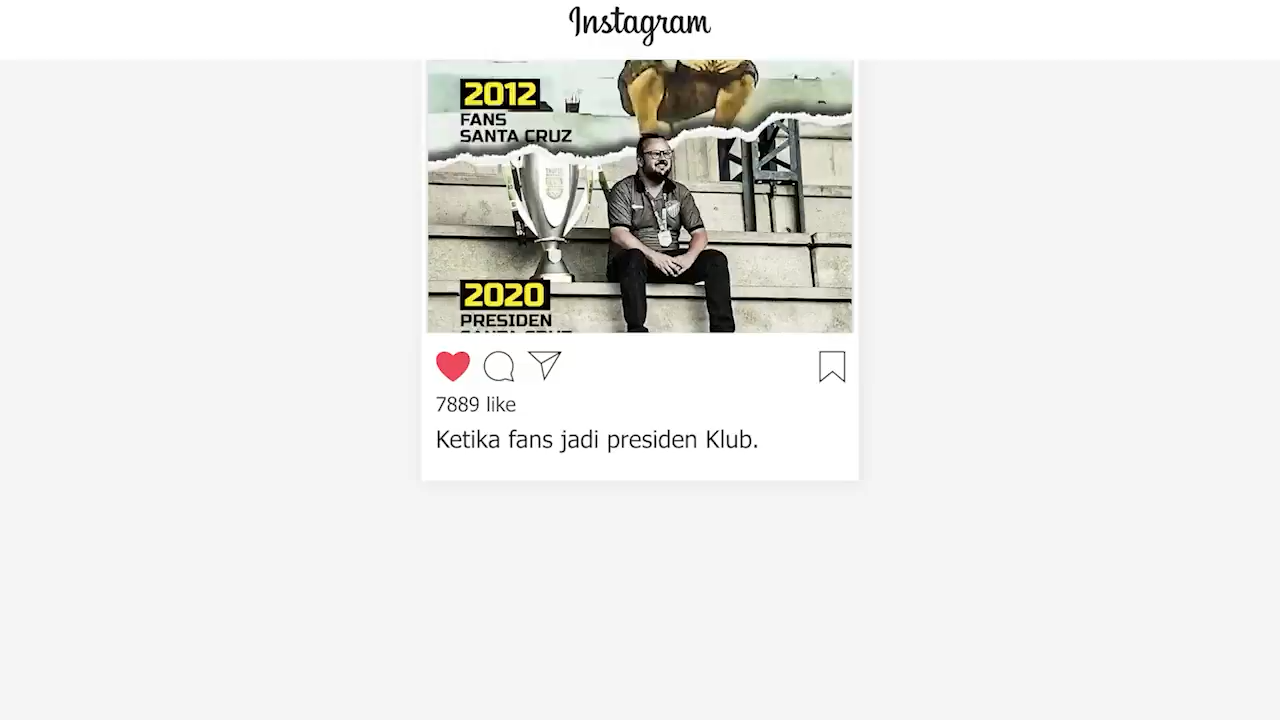 Instagram
2012
FANS
SANTA CRUZ
2020
PRESIDEN
7889 like
Ketika fans jadi presiden Klub.